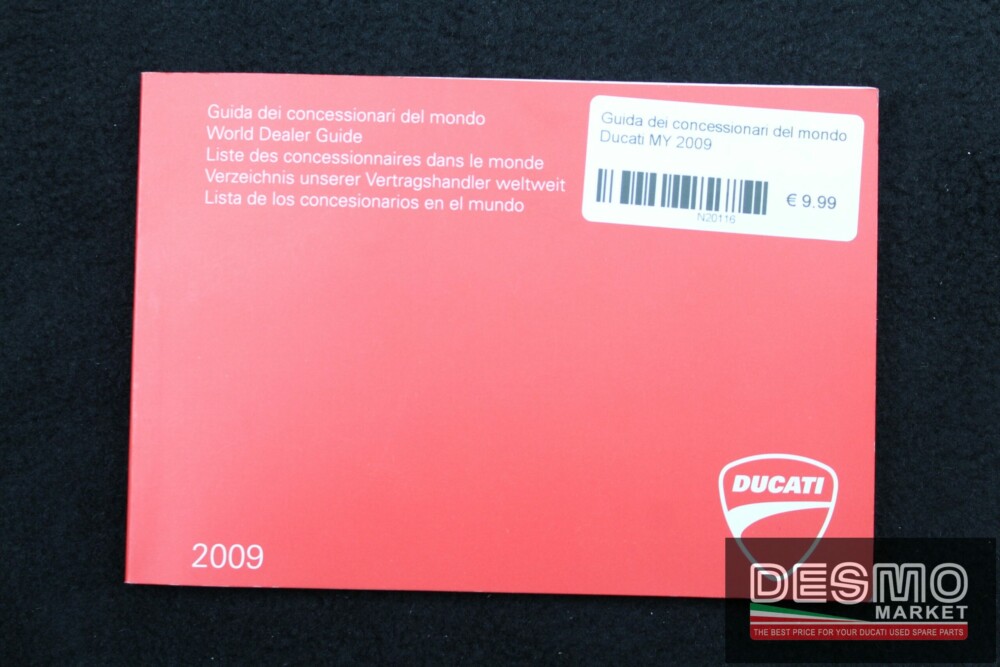 Guida dei concessionari del mondo
World Dealer Guide
Liste des concessionnaires dans le monde
Verzeichnis unserer Vertragshandler weltweit
Lista de los concesionarios en el mundo
Guida dei concessionari del mondo
Ducati MY 2009
€ 9.99
N20116
DUCATI
2009
DESMO
MARKET
THE BEST PRICE FOR YOUR DUCATI USED SPARE PARTS